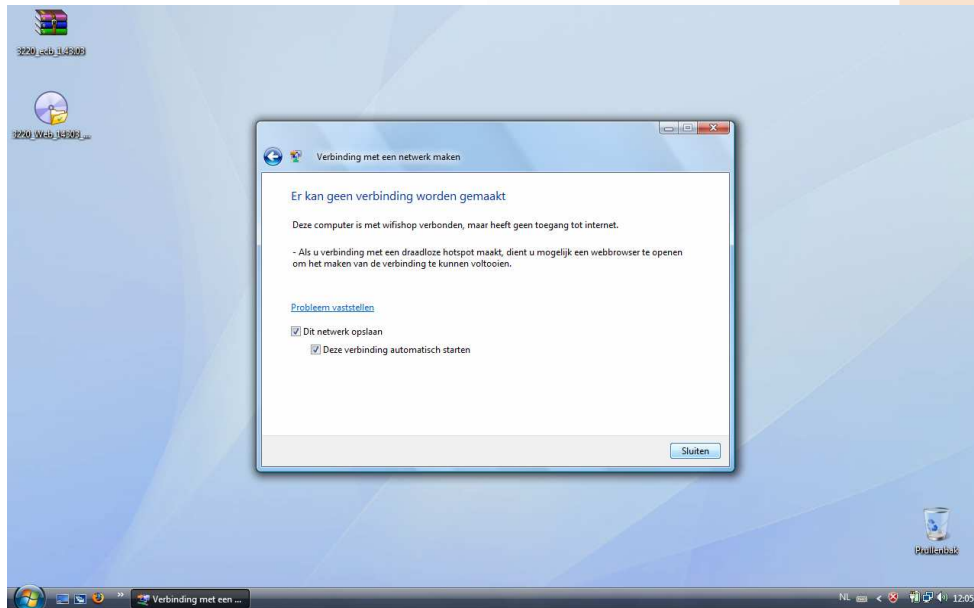 Verbinding met een netwerk maken
Er kan geen verbinding worden gemaakt
Deze computer is met wifishop verbonden, maar heeft geen toegang tot internet.
- Als u verbinding met een draadloze hotspot maakt, dient u mogelijk een webbrowser te openen
om het maken van de verbinding te kunnen voltooien.
Probleem vaststellen
Dit netwerk opslaan
Deze verbinding automatisch starten
Sluiten
Prullenbak
Verbinding met een ...
NL
12:05